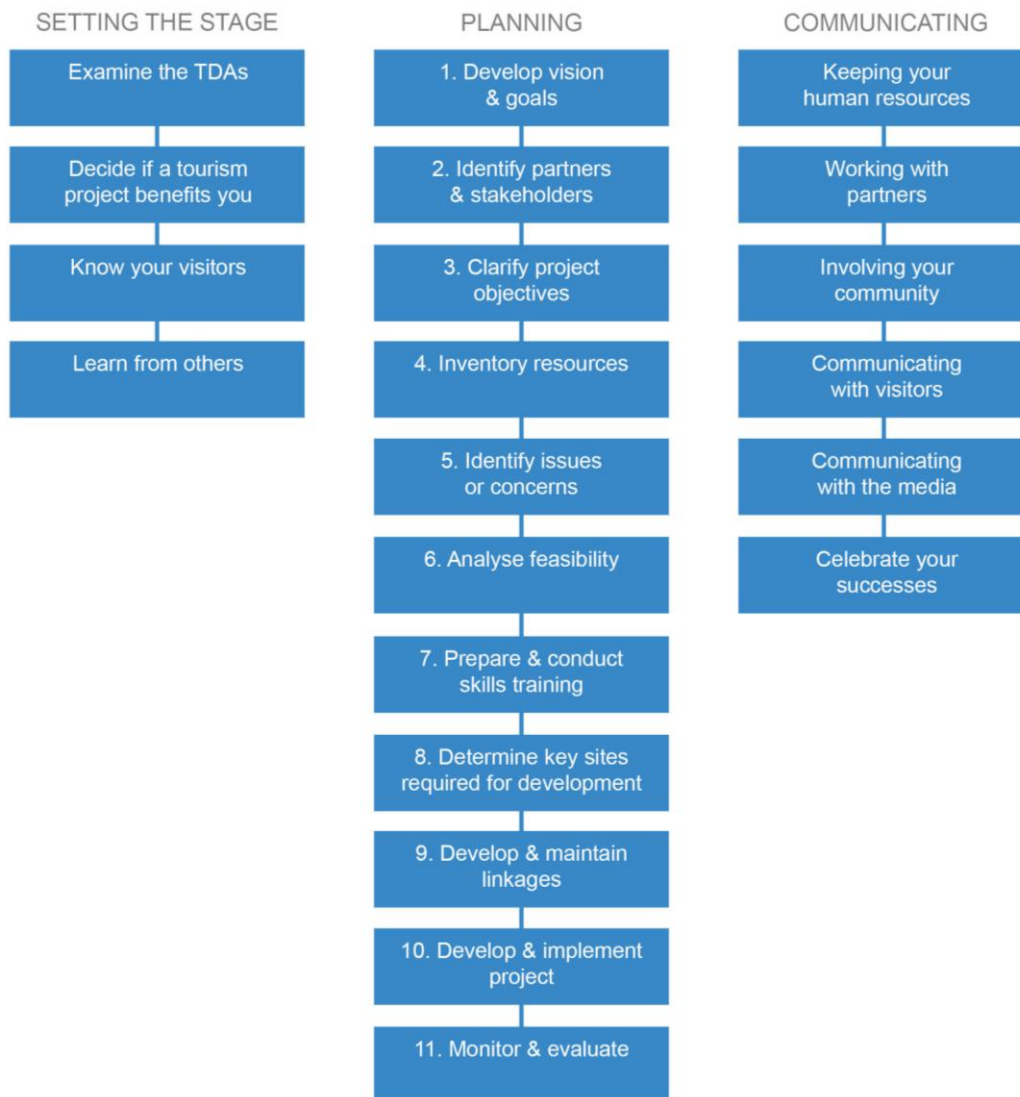 SETTING THE STAGE
Examine the TDAs
Decide if a tourism
project benefits you
Know your visitors
Learn from others
PLANNING
1. Develop vision
& goals
2. Identify partners
& stakeholders
3. Clarify project
objectives
4. Inventory resources
5. Identify issues
or concerns
6. Analyse feasibility
7. Prepare & conduct
skills training
8. Determine key sites
required for development
9. Develop & maintain
linkages
10. Develop & implement
project
11. Monitor & evaluate
COMMUNICATING
Keeping your
human resources
Working with
partners
Involving your
community
Communicating
with visitors
Communicating
with the media
Celebrate your
successes